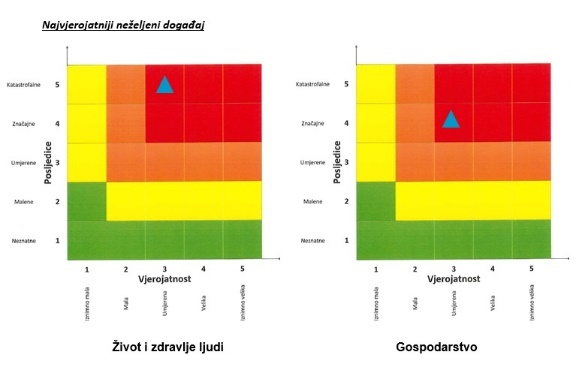 Najvjerojatniji neželjeni događaj
Katastrofalne 5
Značajne 4
Umjerene 3
Malene 2
Neznatne 1
Posljedice
1 2 3 4 5
Vjerojatnost
Iznimno mala
Mala
Umjerena
Velika
Iznimno velika
Život i zdravlje ljudi
Katastrofalne 5
Značajne 4
Umjerene 3
Malene 2
Neznatne 1
Posljedice
1 2 3 4 5
Vjerojatnost
Iznimno mala
Mala
Umjerena
Velika
Iznimno velika
Gospodarstvo